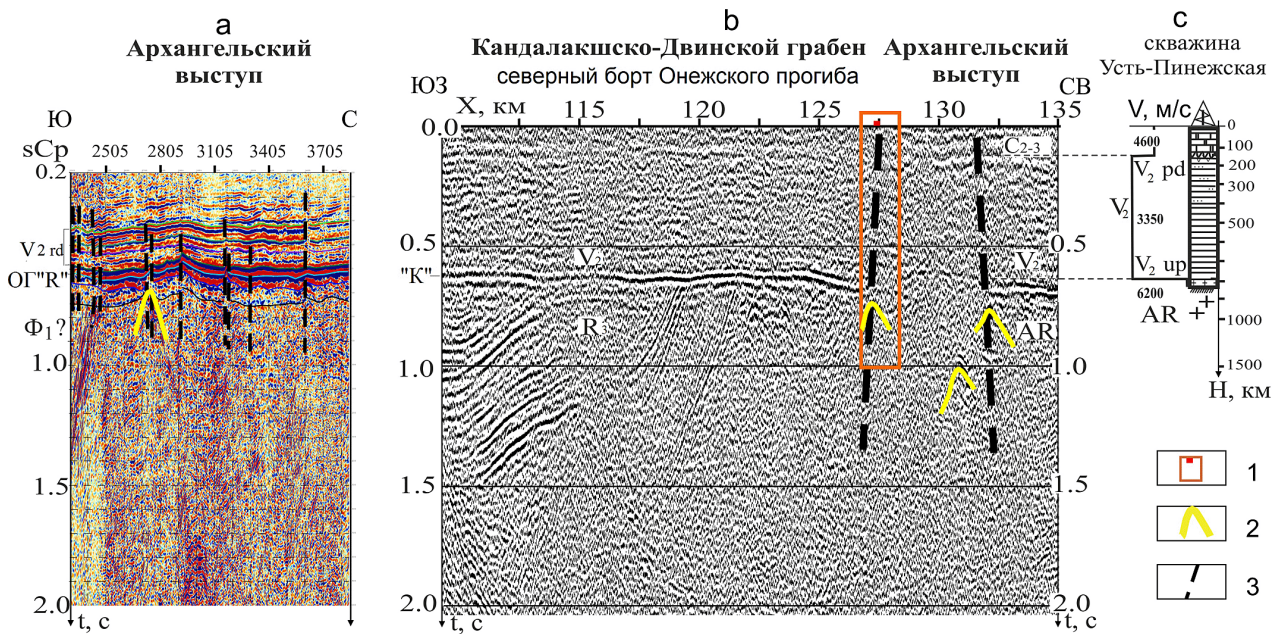 a
Архангельский
выступ
Ю
С
sCp
2505
2805
3105
3405
3705
0.2
V₂ rd
ОГ"R"
Ф₁?
1.0
1.5
2.0
t, с
b
Кандалакшско-Двинской грабен
северный борт Онежского прогиба
Архангельский
выступ
ЮЗ
СВ
X, км
115
120
125
130
135
0.0
C₂₋₃
0.5
0.5
V₂
V₂
"К"
R₃
AR
1.0
1.0
1.5
1.5
2.0
2.0
t, с
t, с
c
скважина
Усть-Пинежская
V, м/с
4600
V₂
3350
6200
V₂ pd
V₂ up
AR
0
100
200
300
500
1000
1500
Н, км
1
2
3